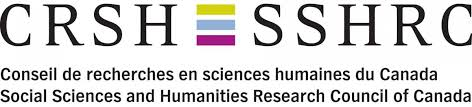 CRSH SSHRC
Conseil de recherches en sciences humaines du Canada
Social Sciences and Humanities Research Council of Canada